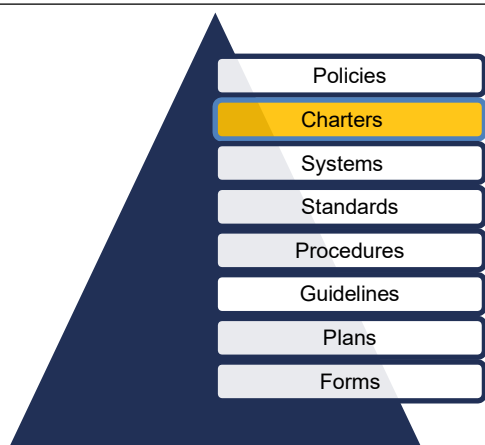 Policies
Charters
Systems
Standards
Procedures
Guidelines
Plans
Forms